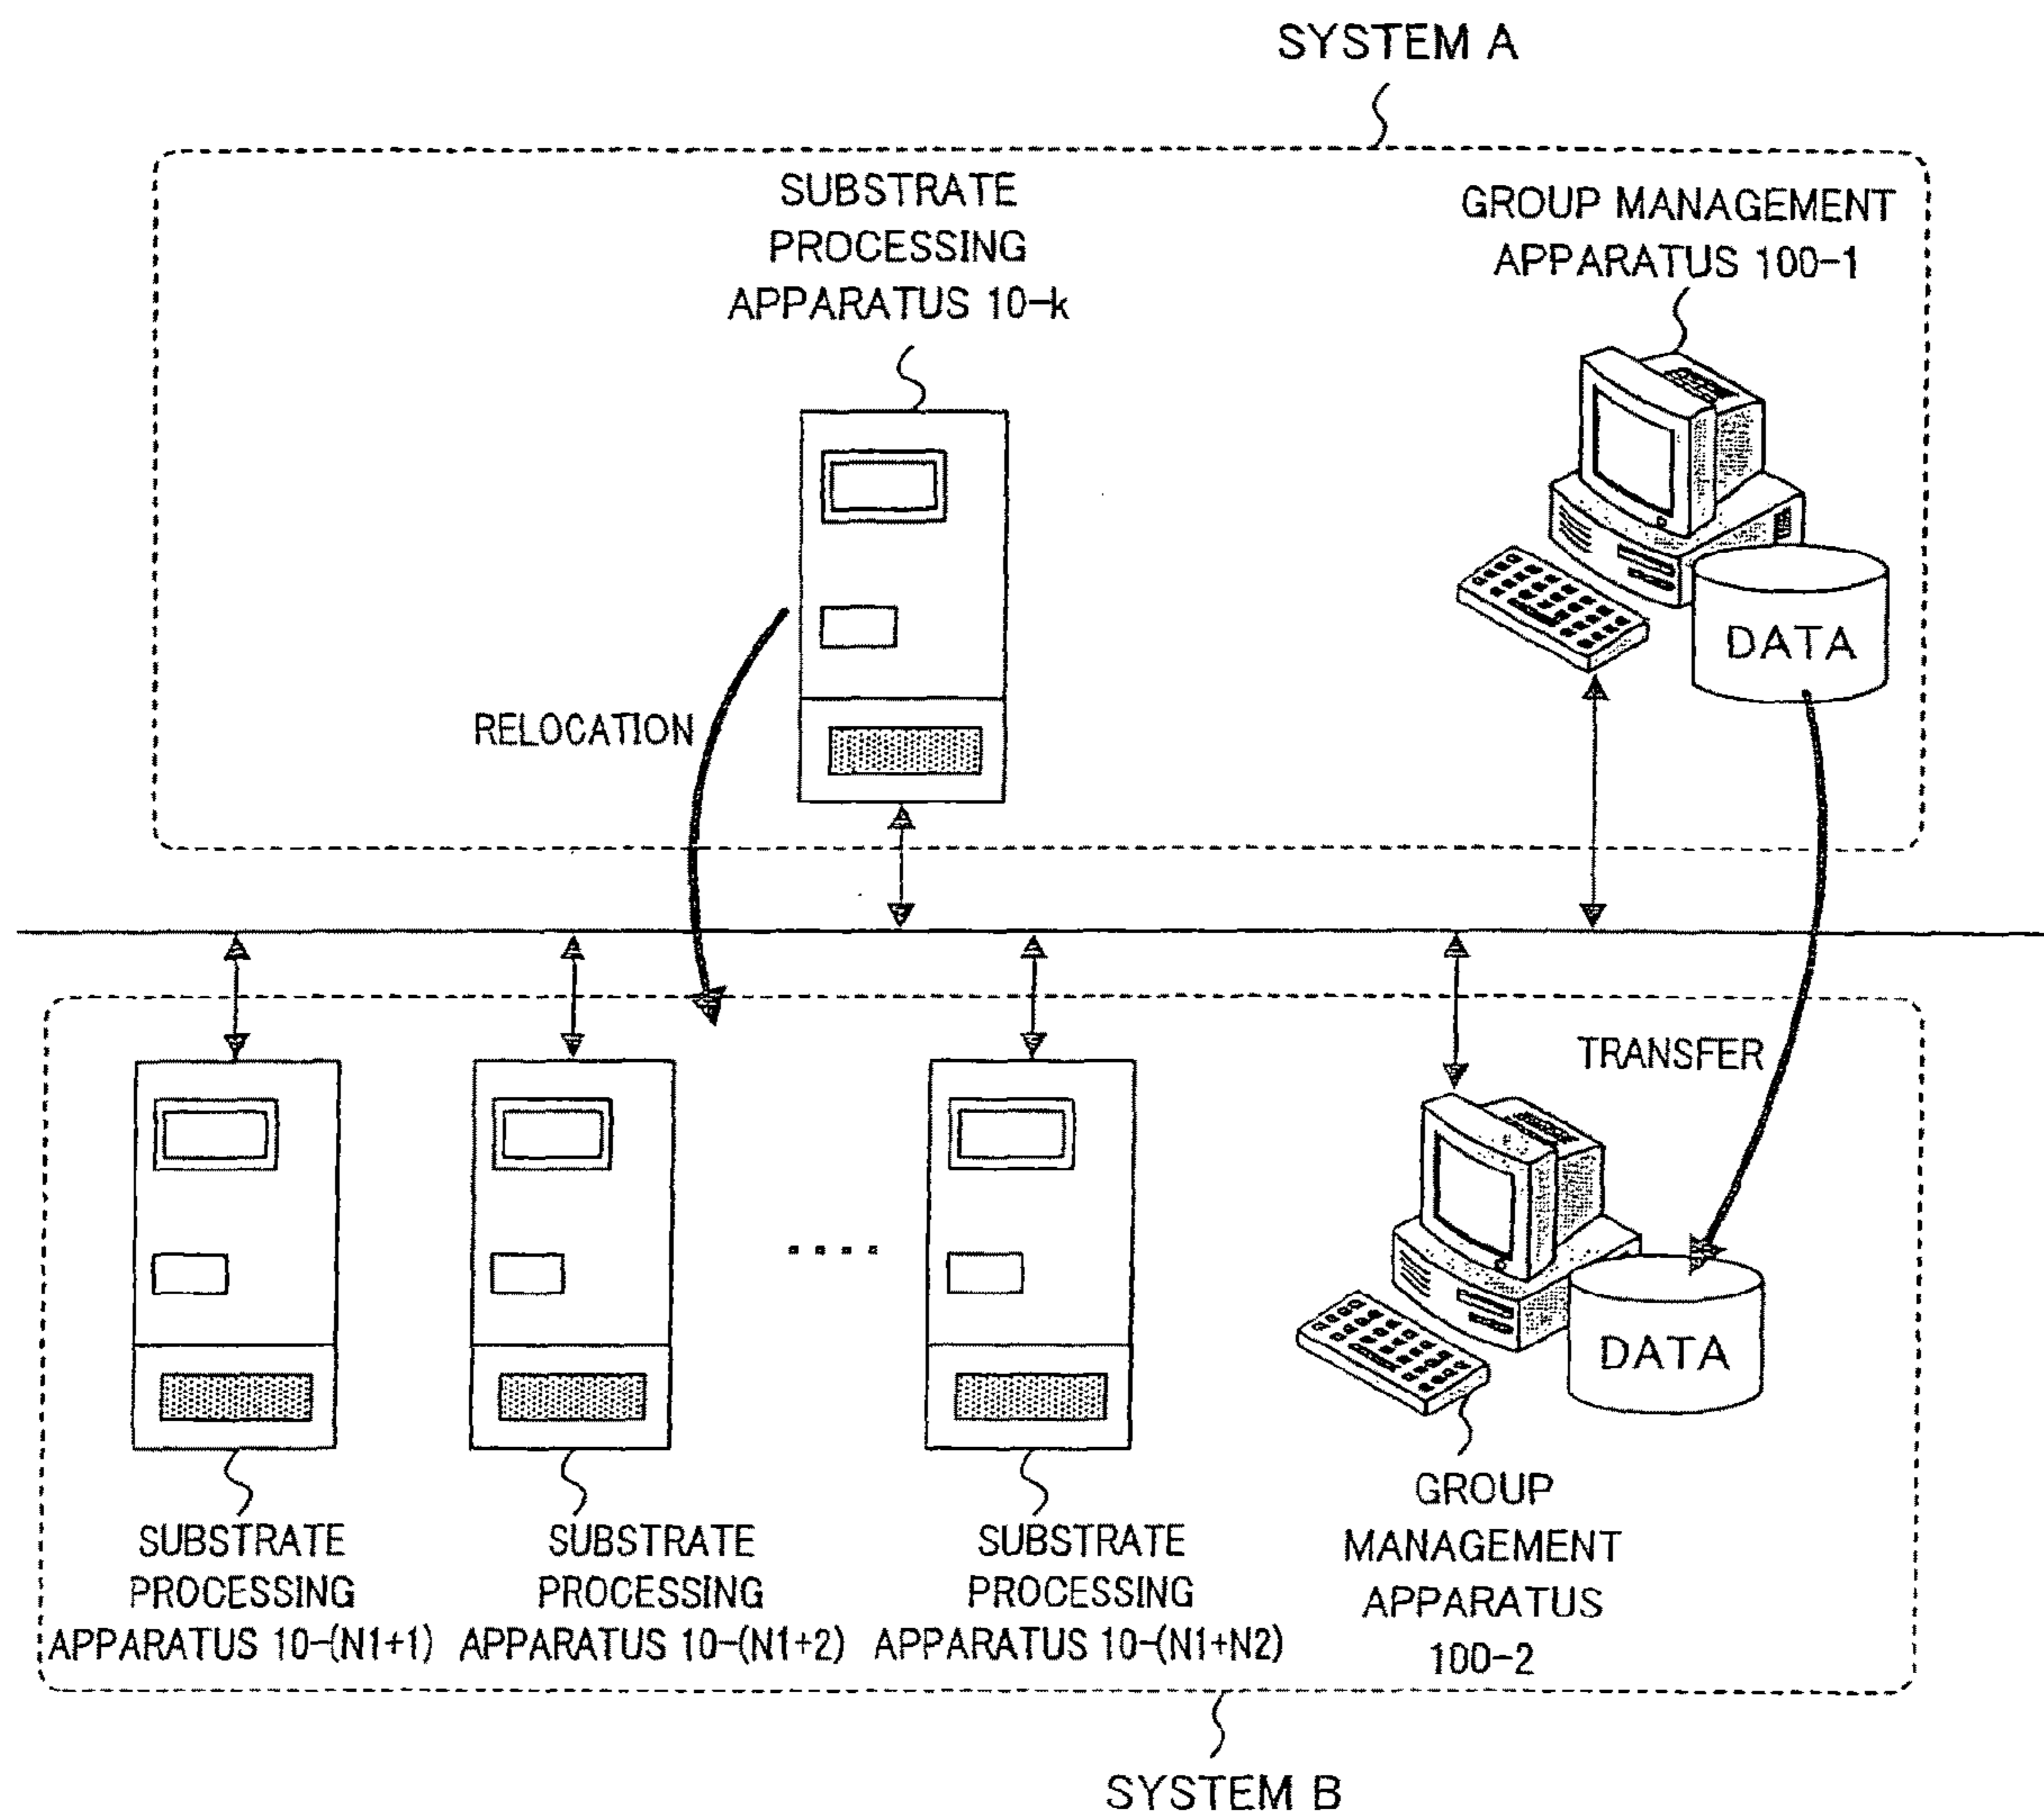 SYSTEM A
SUBSTRATE
PROCESSING
APPARATUS 10-k
GROUP MANAGEMENT
APPARATUS 100-1
DATA
RELOCATION
TRANSFER
DATA
SUBSTRATE
PROCESSING
APPARATUS 10-(N1+1)
SUBSTRATE
PROCESSING
APPARATUS 10-(N1+2)
SUBSTRATE
PROCESSING
APPARATUS 10-(N1+N2)
GROUP
MANAGEMENT
APPARATUS
100-2
SYSTEM B